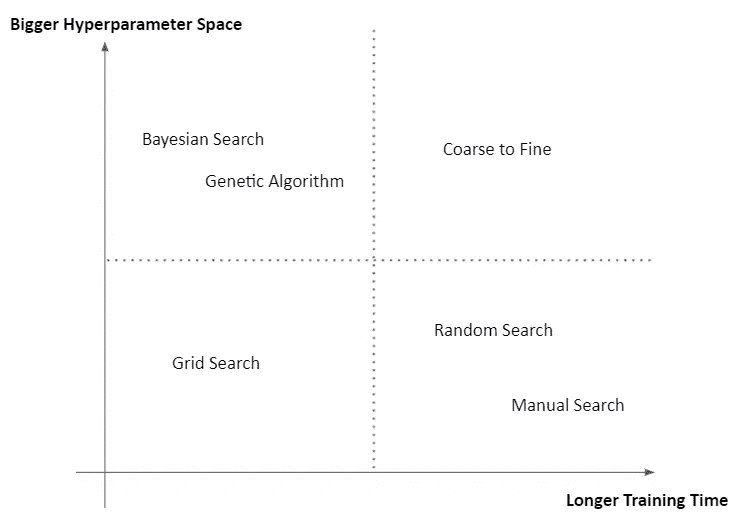 Bigger Hyperparameter Space
Bayesian Search
Coarse to Fine
Genetic Algorithm
Random Search
Grid Search
Manual Search
Longer Training Time